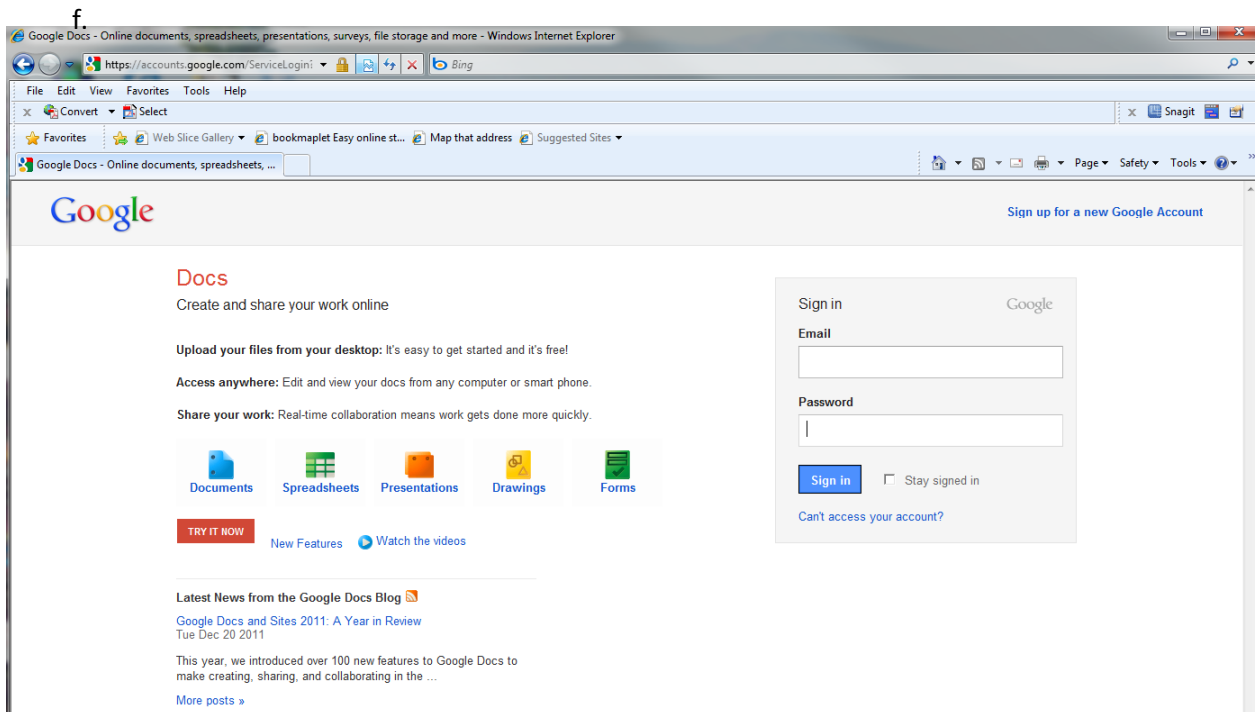 f.
Google Docs - Online documents, spreadsheets, presentations, surveys, file storage and more - Windows Internet Explorer
https://accounts.google.com/ServiceLogin
Bing
File Edit View Favorites Tools Help
x Convert Select
x Snagit
Favorites Web Slice Gallery bookmaplet Easy online st... Map that address Suggested Sites
Google Docs - Online documents, spreadsheets, ...
Page Safety Tools
Google
Sign up for a new Google Account
Docs
Create and share your work online
Upload your files from your desktop: It's easy to get started and it's free!
Access anywhere: Edit and view your docs from any computer or smart phone.
Share your work: Real-time collaboration means work gets done more quickly.
Documents Spreadsheets Presentations Drawings Forms
TRY IT NOW New Features Watch the videos
Latest News from the Google Docs Blog
Google Docs and Sites 2011: A Year in Review
Tue Dec 20 2011
This year, we introduced over 100 new features to Google Docs to
make creating, sharing, and collaborating in the ...
More posts »
Sign in Google
Email
Password
Sign in Stay signed in
Can't access your account?